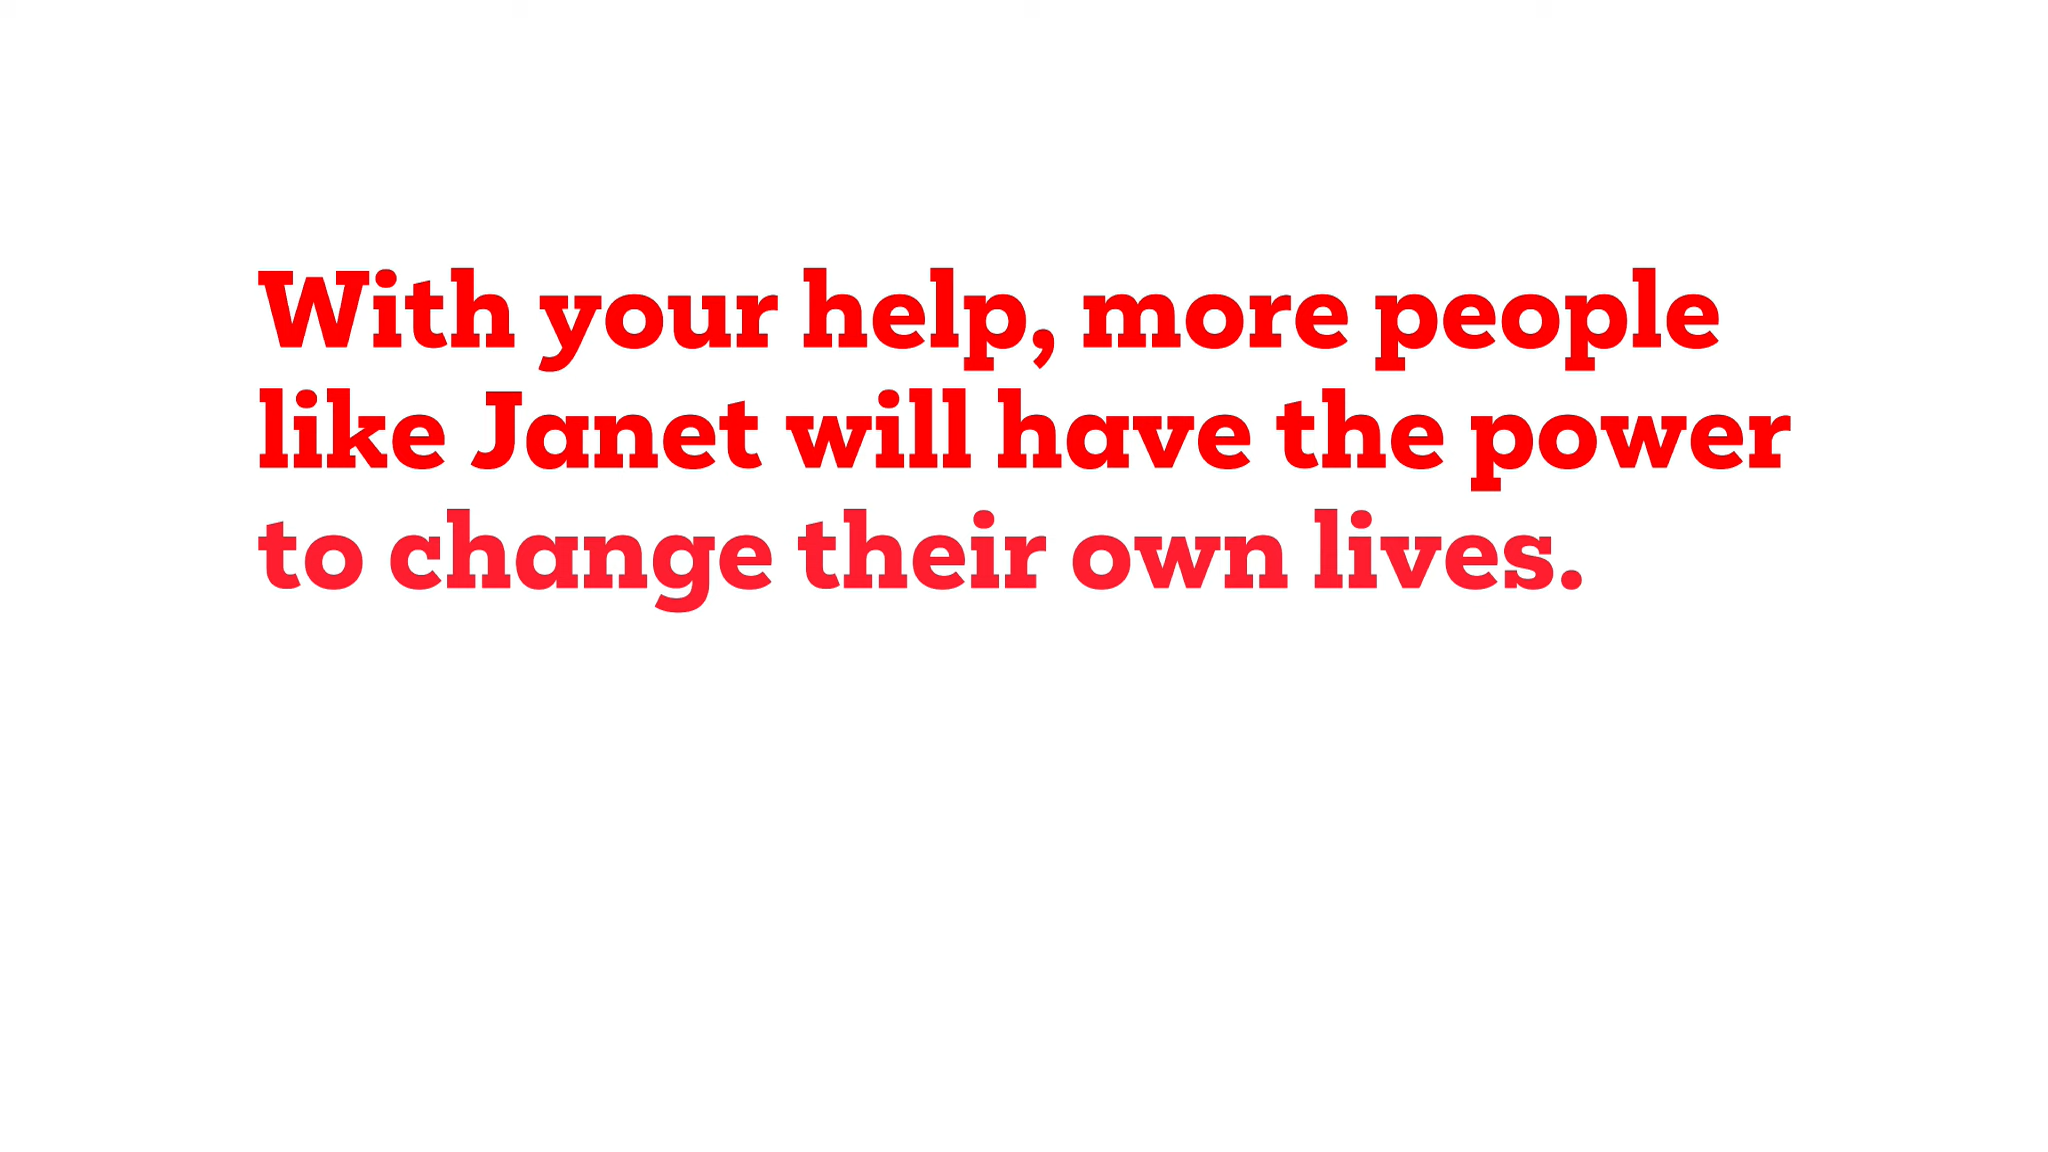 With your help, more people
like Janet will have the power
to change their own lives.